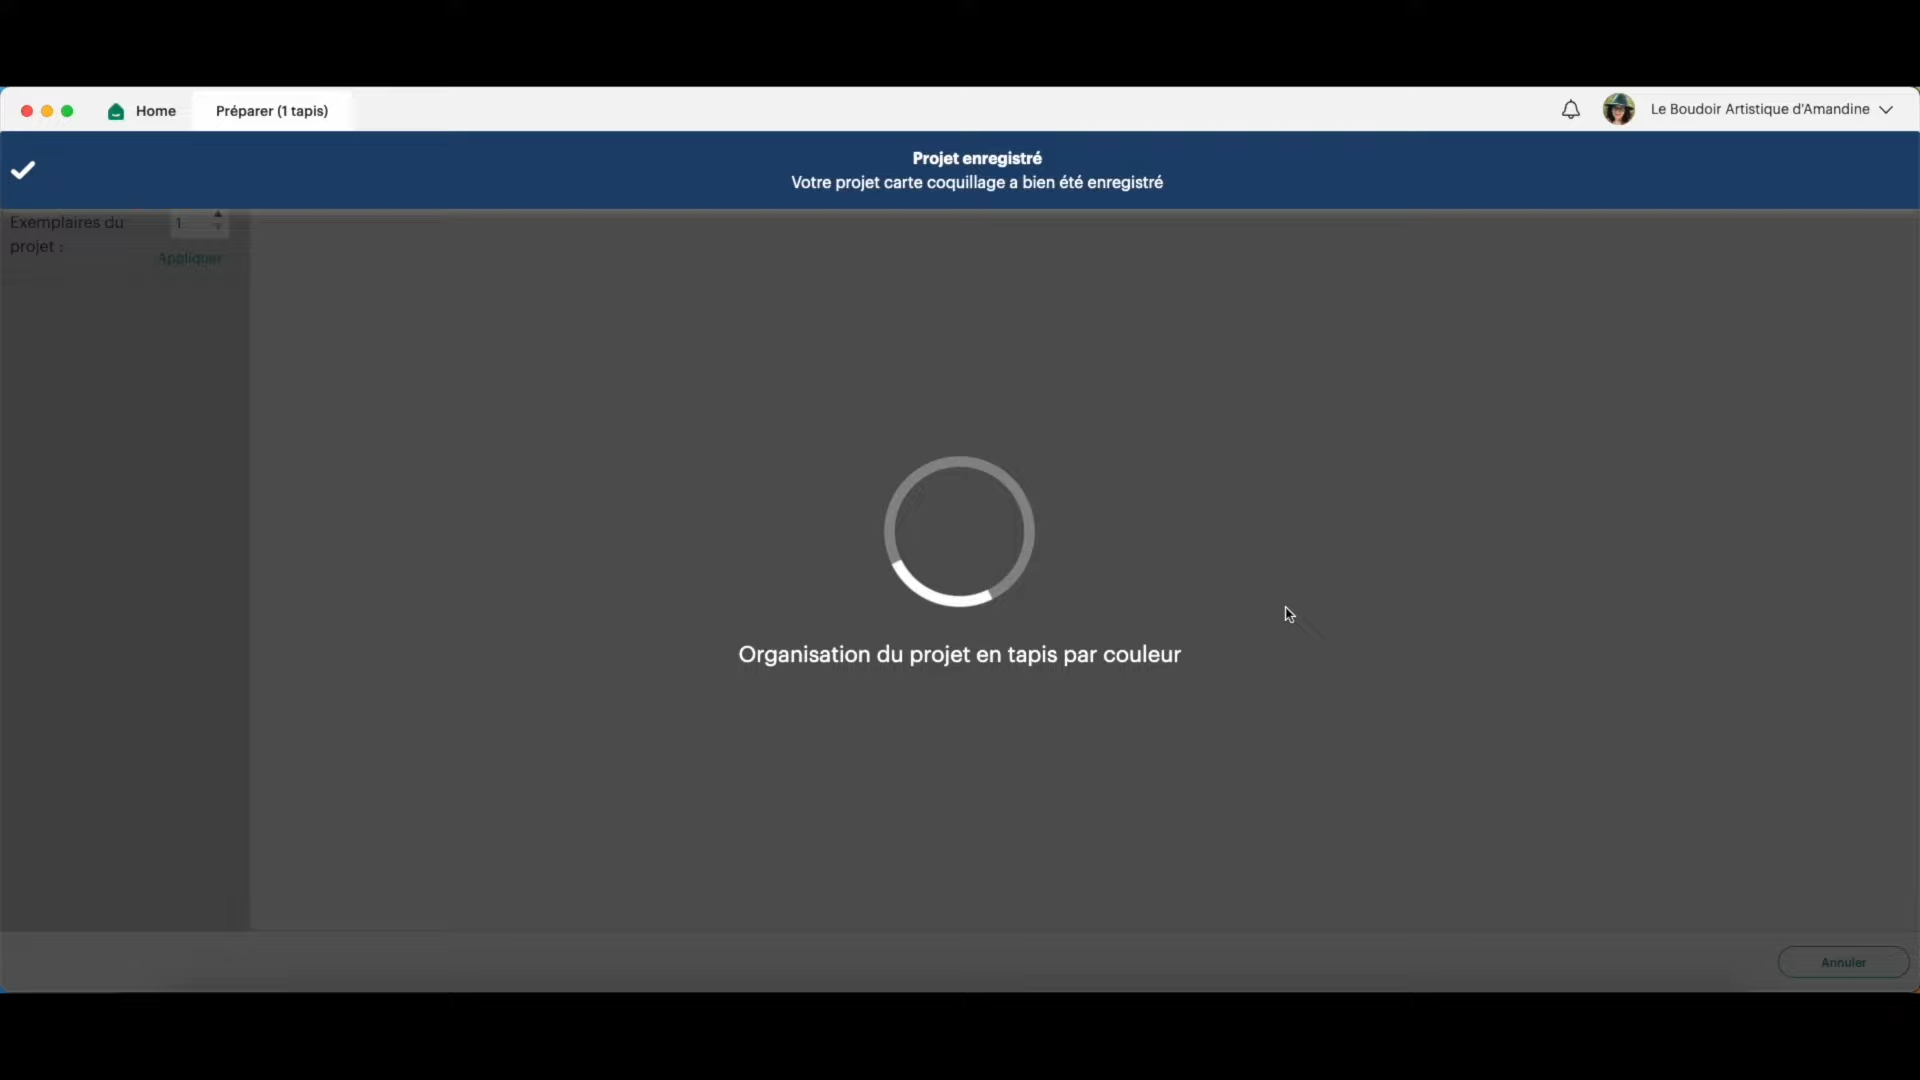 Home
Préparer (1 tapis)
Le Boudoir Artistique d'Amandine
Projet enregistré
Votre projet carte coquillage a bien été enregistré
Exemplaires du
projet :
1
Appliquer
Organisation du projet en tapis par couleur
Annuler